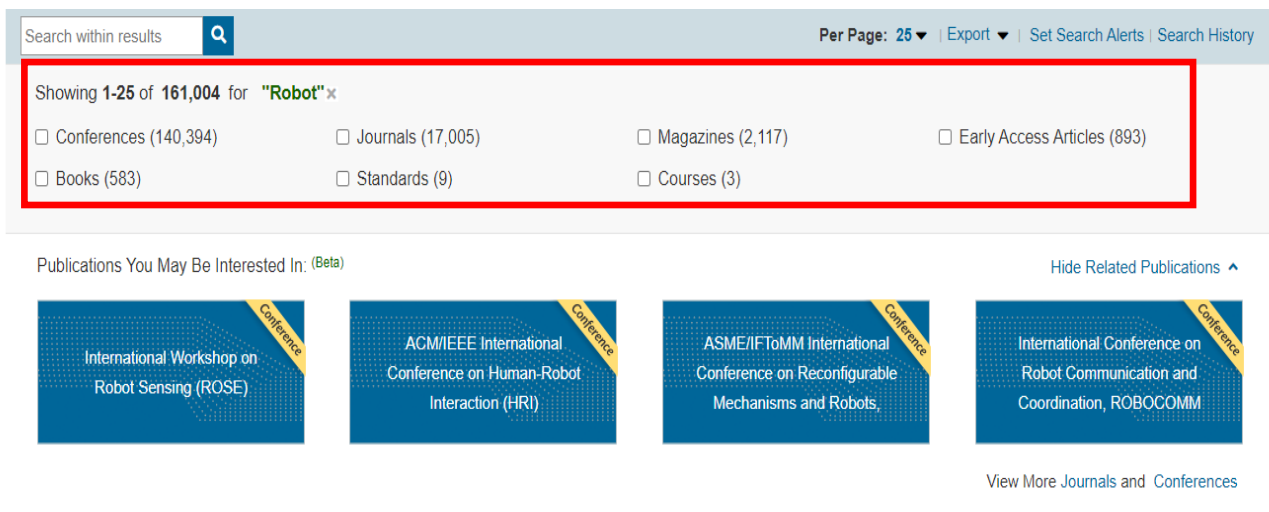 Search within results
Per Page: 25 | Export | Set Search Alerts | Search History
Showing 1-25 of 161,004 for "Robot" ×
Conferences (140,394) Journals (17,005) Magazines (2,117) Early Access Articles (893)
Books (583) Standards (9) Courses (3)
Publications You May Be Interested In: (Beta) Hide Related Publications
Conference
International Workshop on
Robot Sensing (ROSE)
Conference
ACM/IEEE International
Conference on Human-Robot
Interaction (HRI)
Conference
ASME/IFToMM International
Conference on Reconfigurable
Mechanisms and Robots,
Conference
International Conference on
Robot Communication and
Coordination, ROBOCOMM
View More Journals and Conferences